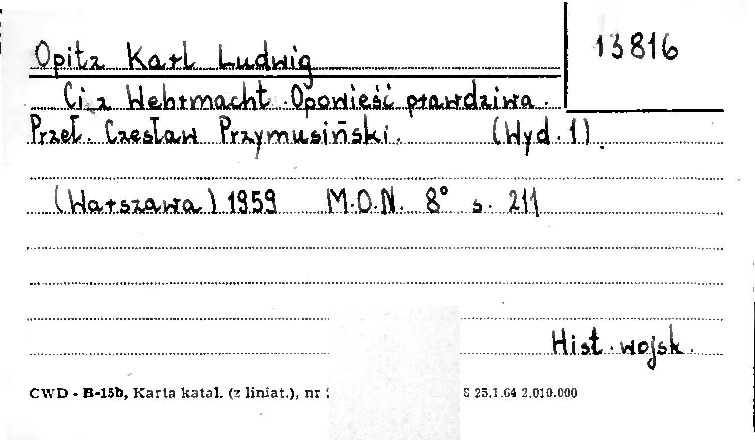 13816
Opitz Karl Ludwig
Ci z Wehrmacht. Opowieść prawdziwa.
Przeł. Czesław Przymusiński. (Wyd. 1).
(Warszawa) 1959 M.O.N. 8° s. 211
Hist. wojsk.
CWD - B-15b, Karta katal. (z liniat.), nr S 25.1.64 2.010.000